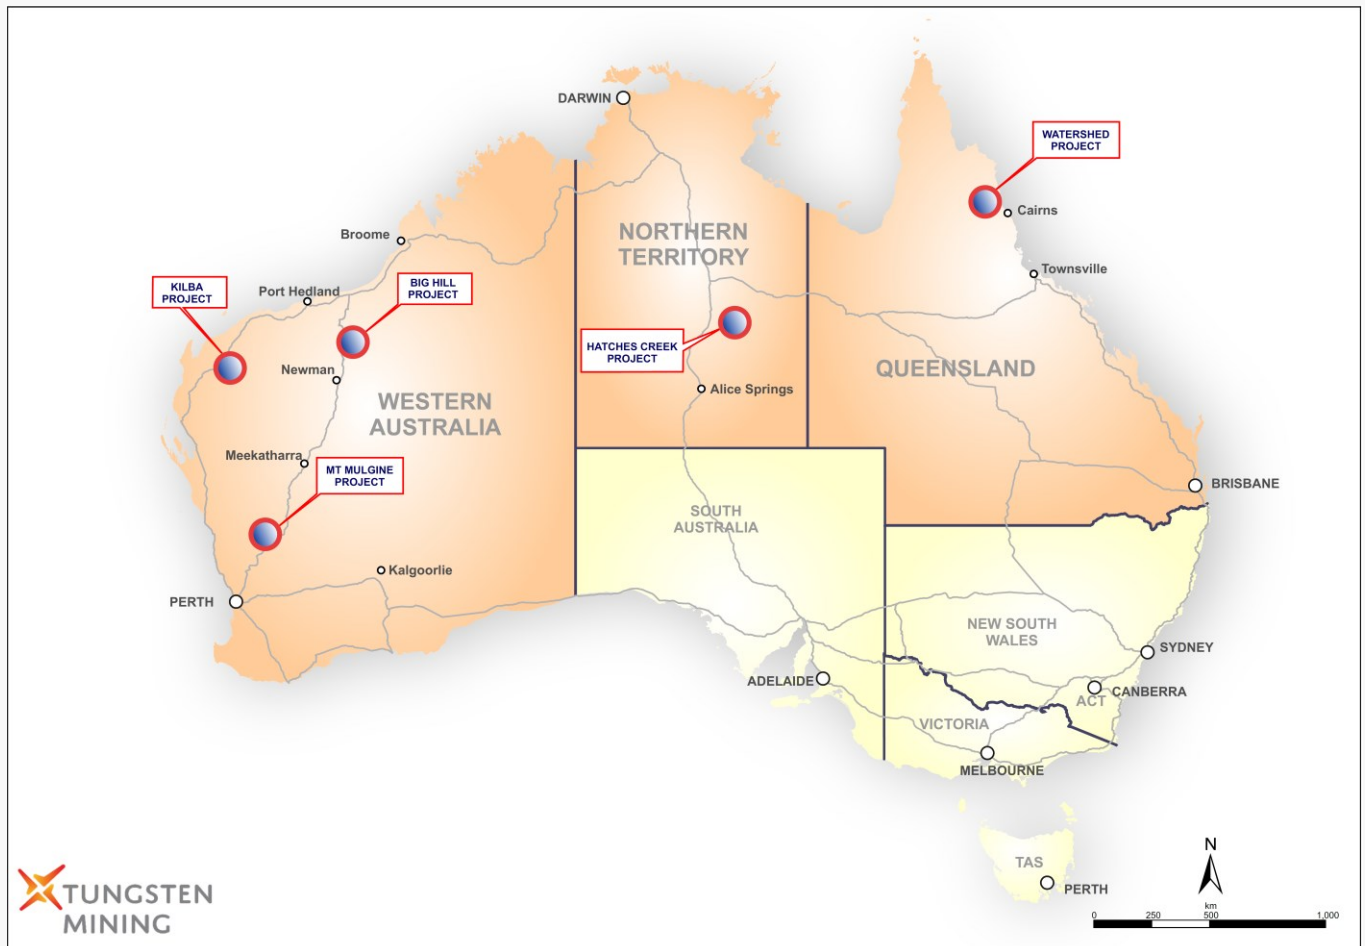 DARWIN
WATERSHED
PROJECT
Cairns
Broome
NORTHERN
TERRITORY
Townsville
KILBA
PROJECT
Port Hedland
BIG HILL
PROJECT
HATCHES CREEK
PROJECT
Newman
QUEENSLAND
Alice Springs
WESTERN
AUSTRALIA
Meekatharra
MT MULGINE
PROJECT
BRISBANE
SOUTH
AUSTRALIA
Kalgoorlie
PERTH
NEW SOUTH
WALES
SYDNEY
ADELAIDE
CANBERRA
ACT
VICTORIA
MELBOURNE
TAS
PERTH
N
km
0 250 500 1,000
TUNGSTEN
MINING